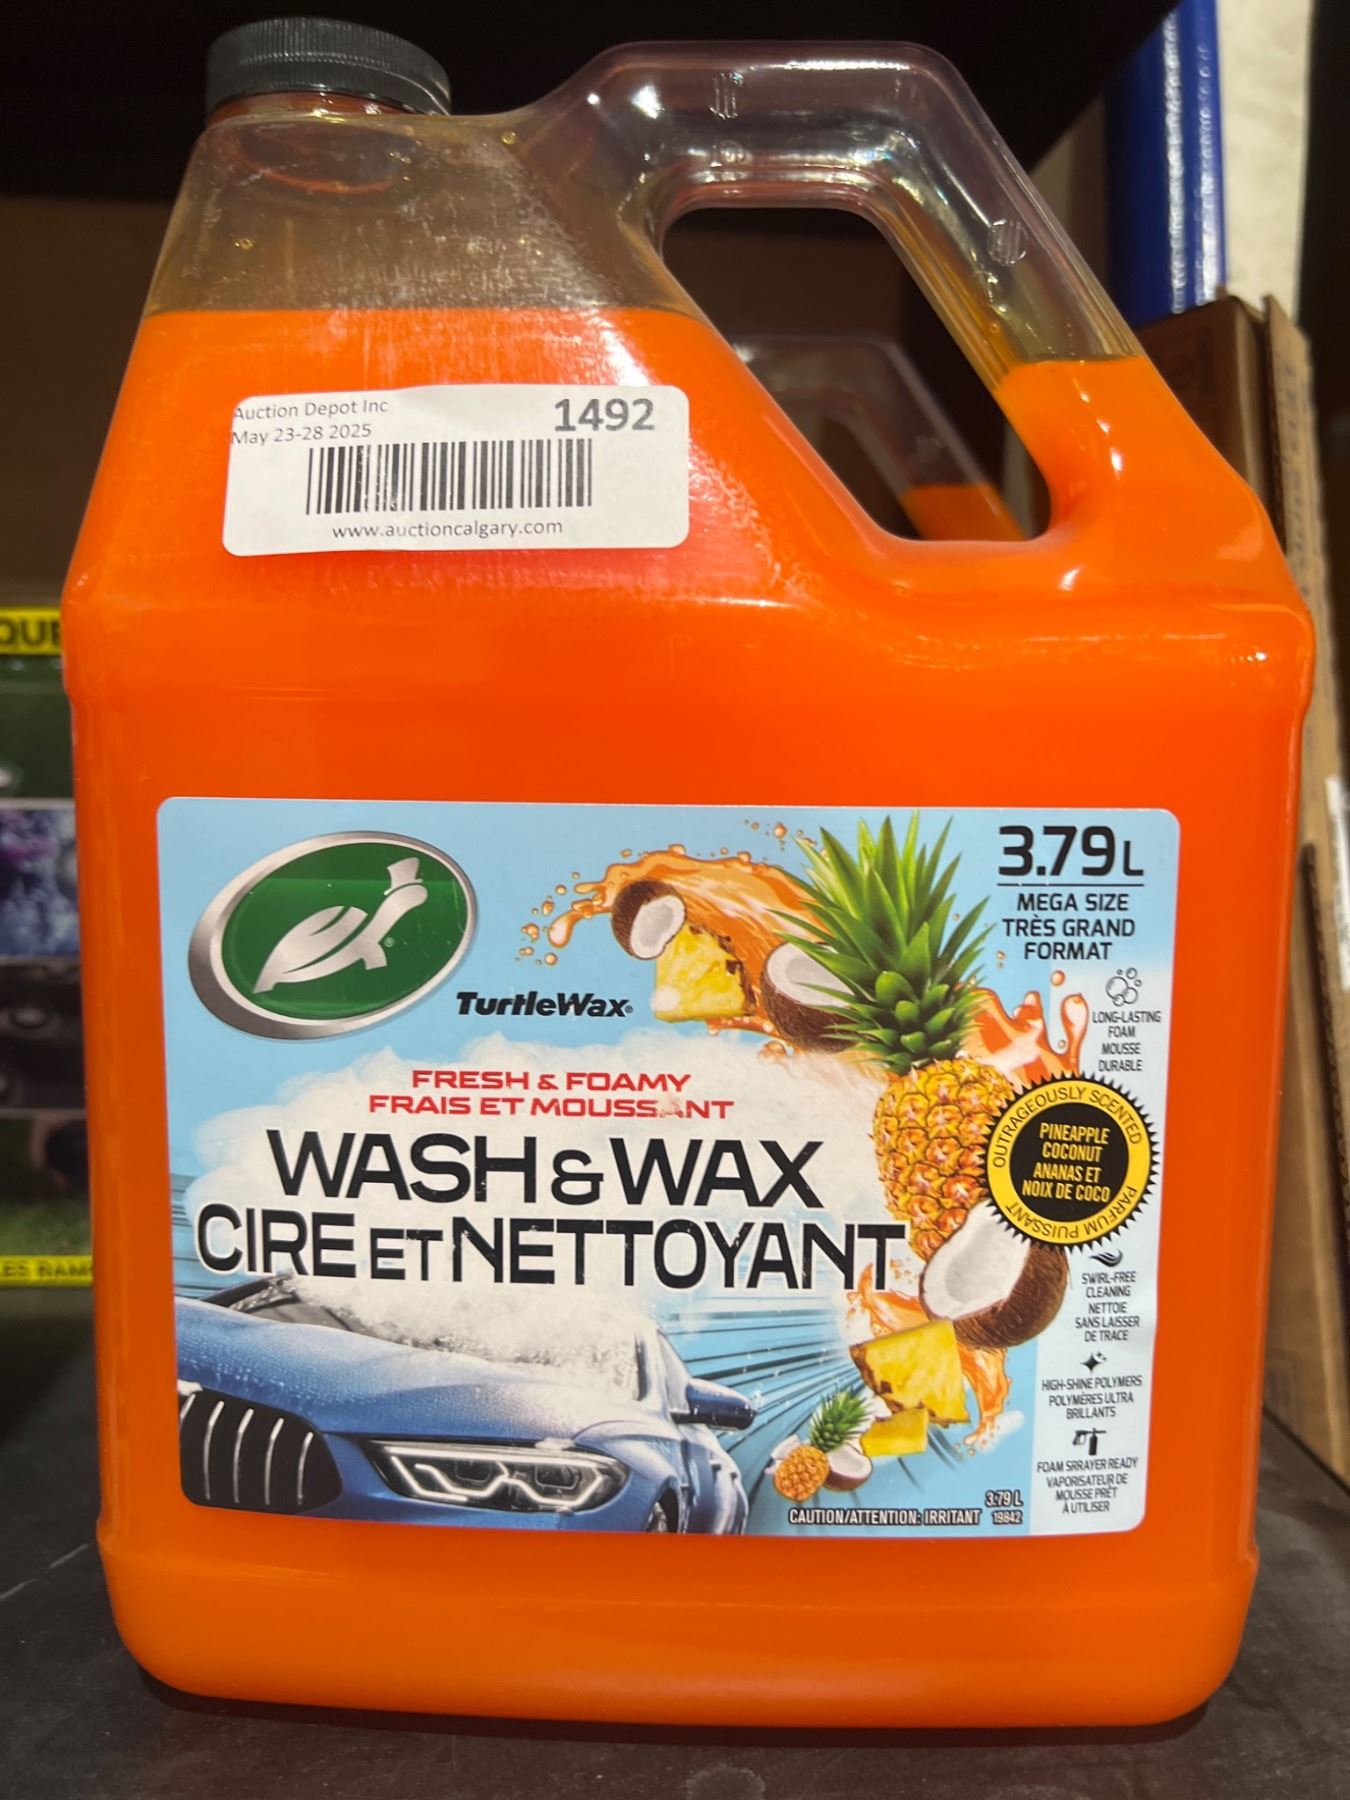 Auction Depot Inc
May 23-28 2025
1492
www.auctioncalgary.com
3.79L
MEGA SIZE
TRÈS GRAND
FORMAT
TurtleWax®
LONG-LASTING
FOAM
MOUSSE
DURABLE
FRESH & FOAMY
FRAIS ET MOUSSANT
WASH & WAX
CIRE ET NETTOYANT
OUTRAGEOUSLY SCENTED
PINEAPPLE
COCONUT
ANANAS ET
NOIX DE COCO
PARFUM PUISSANT
SWIRL-FREE
CLEANING
NETTOIE
SANS LAISSER
DE TRACE
HIGH-SHINE POLYMERS
POLYMÈRES ULTRA
BRILLANTS
FOAM SRRAYER READY
VAPORISATEUR DE
MOUSSE PRÊT
À UTILISER
3.79 L
CAUTION/ATTENTION: IRRITANT 19842